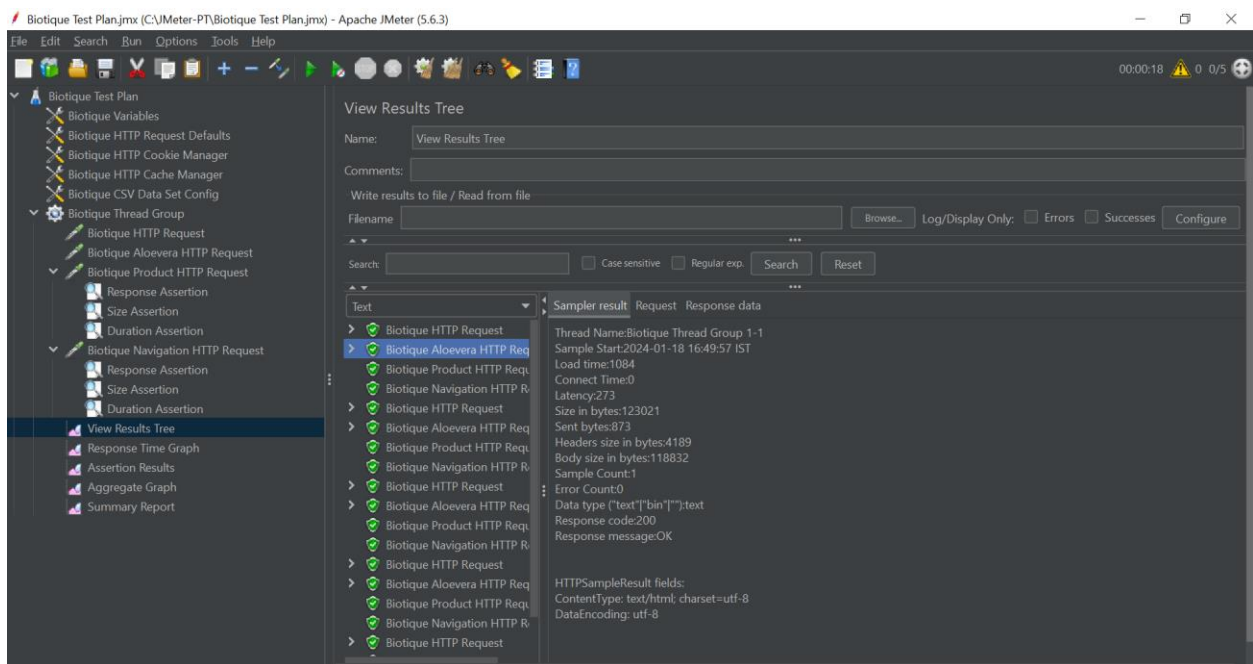 Biotique Test Plan.jmx (C:\JMeter-PT\Biotique Test Plan.jmx) - Apache JMeter (5.6.3)
File Edit Search Run Options Tools Help
00:00:18 0 0/5
Biotique Test Plan
Biotique Variables
Biotique HTTP Request Defaults
Biotique HTTP Cookie Manager
Biotique HTTP Cache Manager
Biotique CSV Data Set Config
Biotique Thread Group
Biotique HTTP Request
Biotique Aloevera HTTP Request
Biotique Product HTTP Request
Response Assertion
Size Assertion
Duration Assertion
Biotique Navigation HTTP Request
Response Assertion
Size Assertion
Duration Assertion
View Results Tree
Response Time Graph
Assertion Results
Aggregate Graph
Summary Report
View Results Tree
Name: View Results Tree
Comments:
Write results to file / Read from file
Filename Browse... Log/Display Only: Errors Successes Configure
Search: Case sensitive Regular exp. Search Reset
Text
Biotique HTTP Request
Biotique Aloevera HTTP Req
Biotique Product HTTP Requ
Biotique Navigation HTTP R
Biotique HTTP Request
Biotique Aloevera HTTP Req
Biotique Product HTTP Requ
Biotique Navigation HTTP R
Biotique HTTP Request
Biotique Aloevera HTTP Req
Biotique Product HTTP Requ
Biotique Navigation HTTP R
Biotique HTTP Request
Biotique Aloevera HTTP Req
Biotique Product HTTP Requ
Biotique Navigation HTTP R
Biotique HTTP Request
Sampler result Request Response data
Thread Name:Biotique Thread Group 1-1
Sample Start:2024-01-18 16:49:57 IST
Load time:1084
Connect Time:0
Latency:273
Size in bytes:123021
Sent bytes:873
Headers size in bytes:4189
Body size in bytes:118832
Sample Count:1
Error Count:0
Data type ("text"|"bin"|""):text
Response code:200
Response message:OK
HTTPSampleResult fields:
ContentType: text/html; charset=utf-8
DataEncoding: utf-8